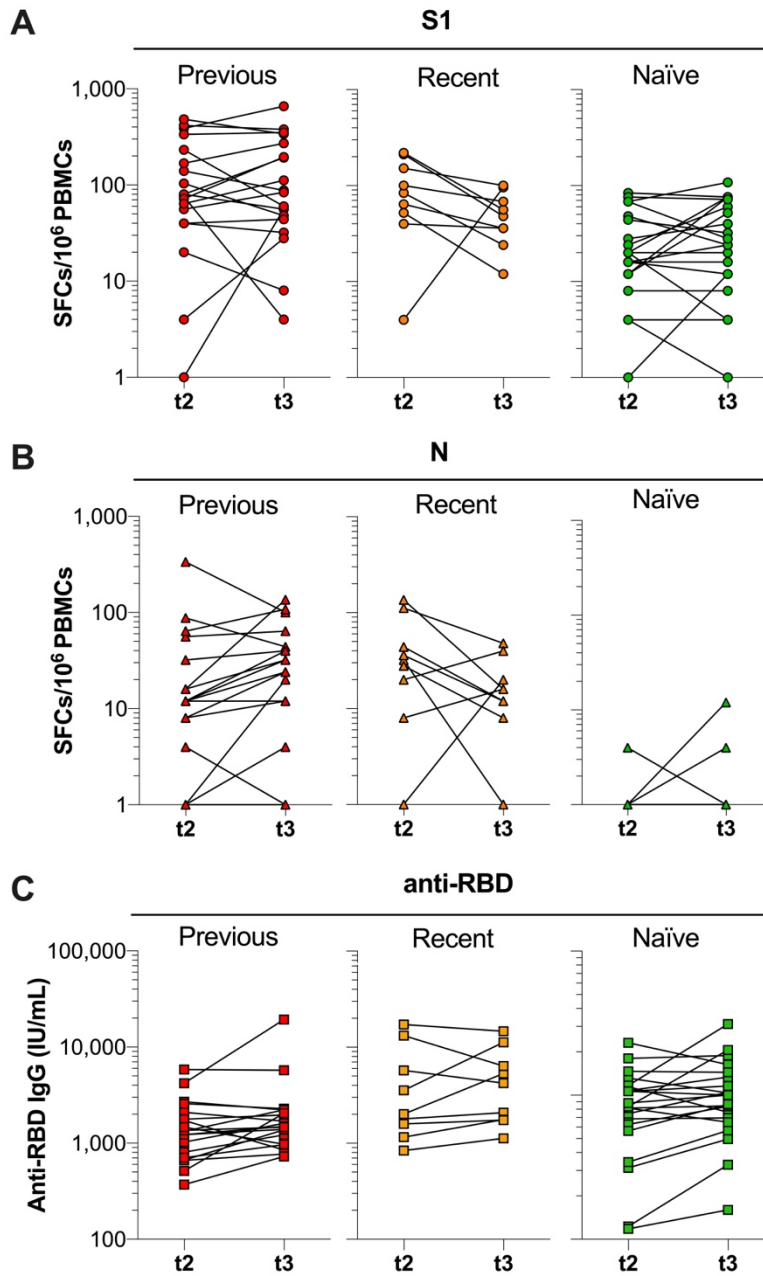 A
S1
Previous
Recent
Naïve
SFCs/10⁶ PBMCs
1,000
100
10
1
t2
t3
t2
t3
t2
t3
B
N
Previous
Recent
Naïve
SFCs/10⁶ PBMCs
1,000
100
10
1
t2
t3
t2
t3
t2
t3
C
anti-RBD
Previous
Recent
Naïve
Anti-RBD IgG (IU/mL)
100,000
10,000
1,000
100
t2
t3
t2
t3
t2
t3